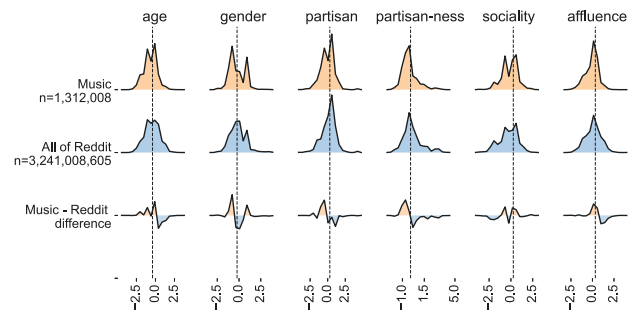 age gender partisan partisan-ness sociality affluence
Music
n=1,312,008
All of Reddit
n=3,241,008,605
Music - Reddit
difference
−2.5 0.0 2.5 −2.5 0.0 2.5 −2.5 0.0 2.5 −1.0 1.5 5.0 −2.5 0.0 2.5 −2.5 0.0 2.5